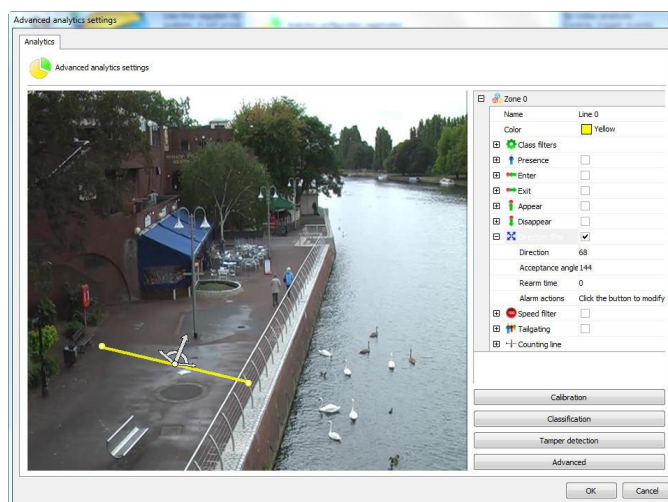 Advanced analytics settings
Analytics
Advanced analytics settings
Zone 0
Name Line 0
Color Yellow
Class filters
Presence
Enter
Exit
Appear
Disappear
Direction 68
Acceptance angle 144
Rearm time 0
Alarm actions Click the button to modify
Speed filter
Tailgating
Counting line
Calibration
Classification
Tamper detection
Advanced
OK Cancel